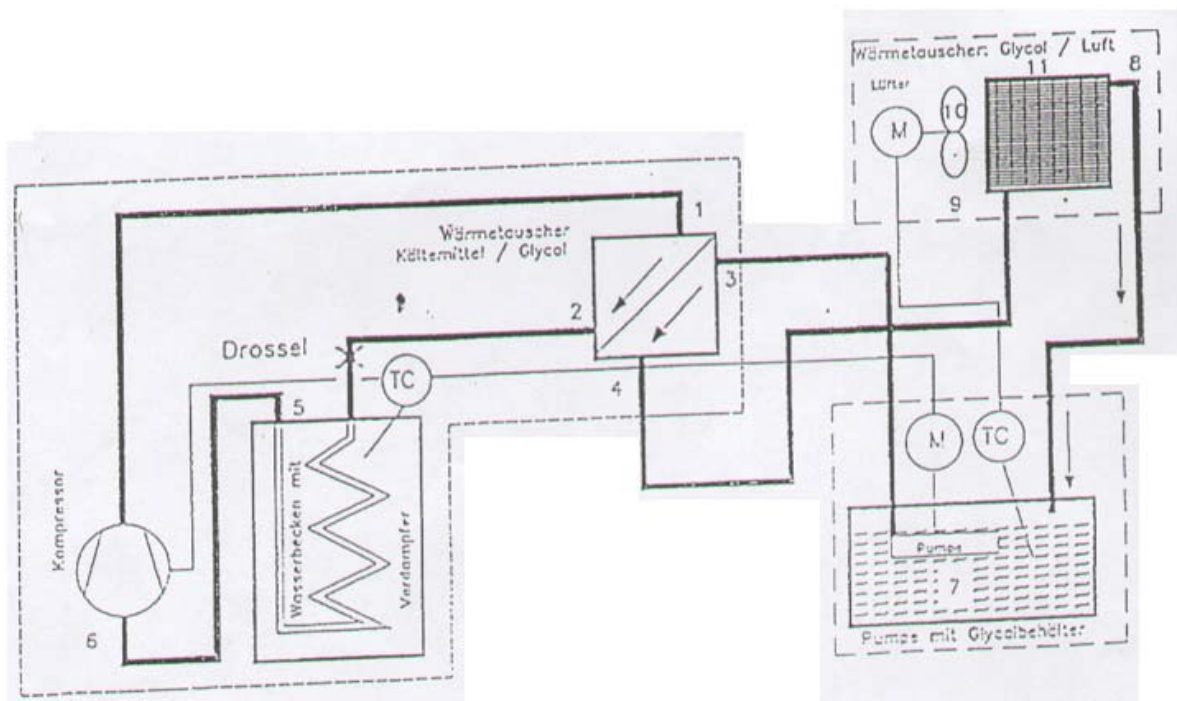 Wärmetauscher: Glycol / Luft
11
8
Lüfter
M
10
9
1
Wärmetauscher
Kältemittel / Glycol
3
2
Drossel
TC
4
5
Kompressor
Wasserbecken mit
Verdampfer
6
M
TC
Pumpe
7
Pumpe mit Glycolbehälter